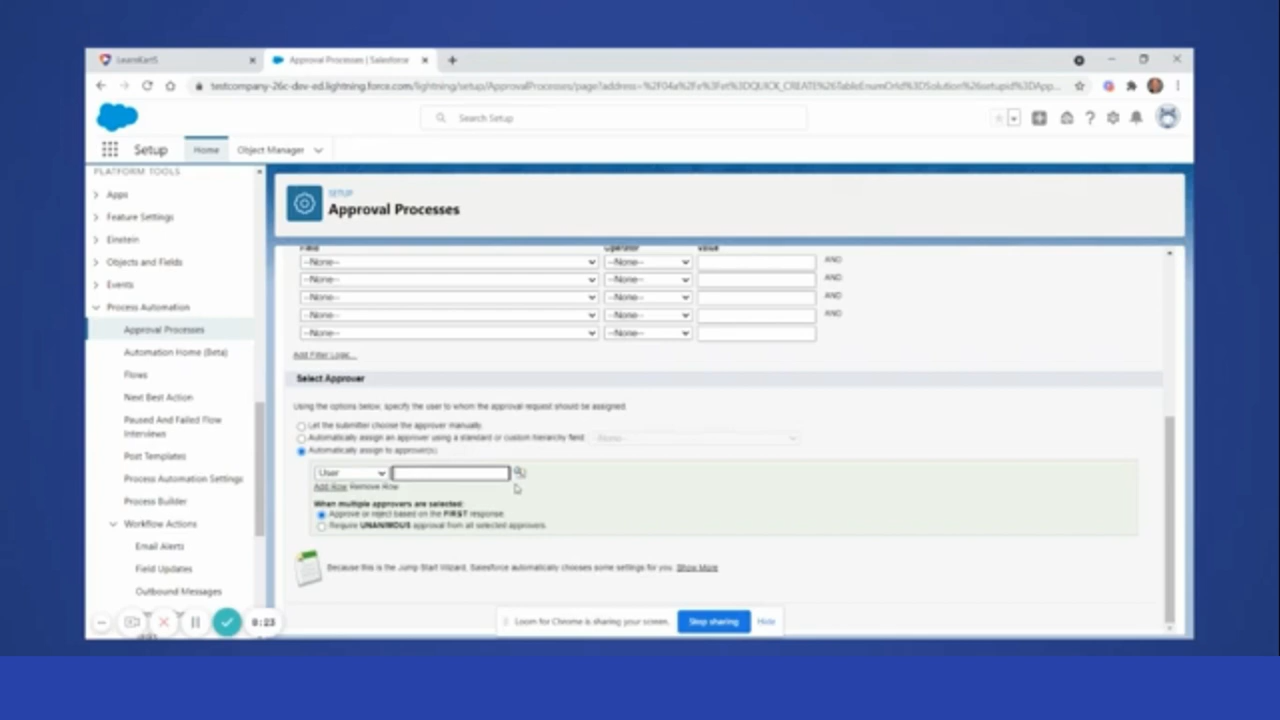 LearnKartS
Approval Processes | Salesforce
testcompany-26c-dev-ed.lightning.force.com/lightning/setup/ApprovalProcesses/page?address=%2F04a%2Fe%3Fet%3DQUICK_CREATE%26TableEnumOrId%3DSolution%26setupid%3DApp...
Search Setup
Setup
Home
Object Manager
PLATFORM TOOLS
Apps
Feature Settings
Einstein
Objects and Fields
Events
Process Automation
Approval Processes
Automation Home (Beta)
Flows
Next Best Action
Paused And Failed Flow
Interviews
Post Templates
Process Automation Settings
Process Builder
Workflow Actions
Email Alerts
Field Updates
Outbound Messages
0:23
SETUP
Approval Processes
Field Operator Value
--None-- --None-- AND
--None-- --None-- AND
--None-- --None-- AND
--None-- --None-- AND
--None-- --None--
Add Filter Logic...
Select Approver
Using the options below, specify the user to whom the approval request should be assigned.
Let the submitter choose the approver manually.
Automatically assign an approver using a standard or custom hierarchy field. --None--
Automatically assign to approver(s).
User
Add Row Remove Row
When multiple approvers are selected:
Approve or reject based on the FIRST response.
Require UNANIMOUS approval from all selected approvers.
Because this is the Jump Start Wizard, Salesforce automatically chooses some settings for you. Show More
Loom for Chrome is sharing your screen. Stop sharing Hide